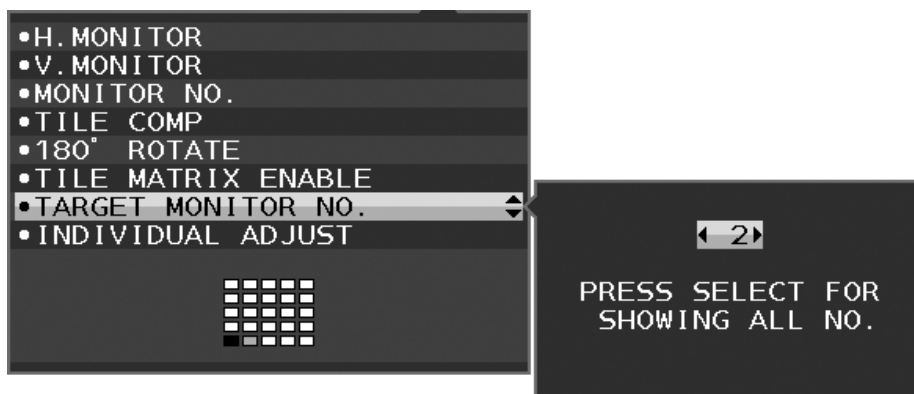 •H.MONITOR
•V.MONITOR
•MONITOR NO.
•TILE COMP
•180° ROTATE
•TILE MATRIX ENABLE
•TARGET MONITOR NO.
•INDIVIDUAL ADJUST
2
PRESS SELECT FOR
SHOWING ALL NO.